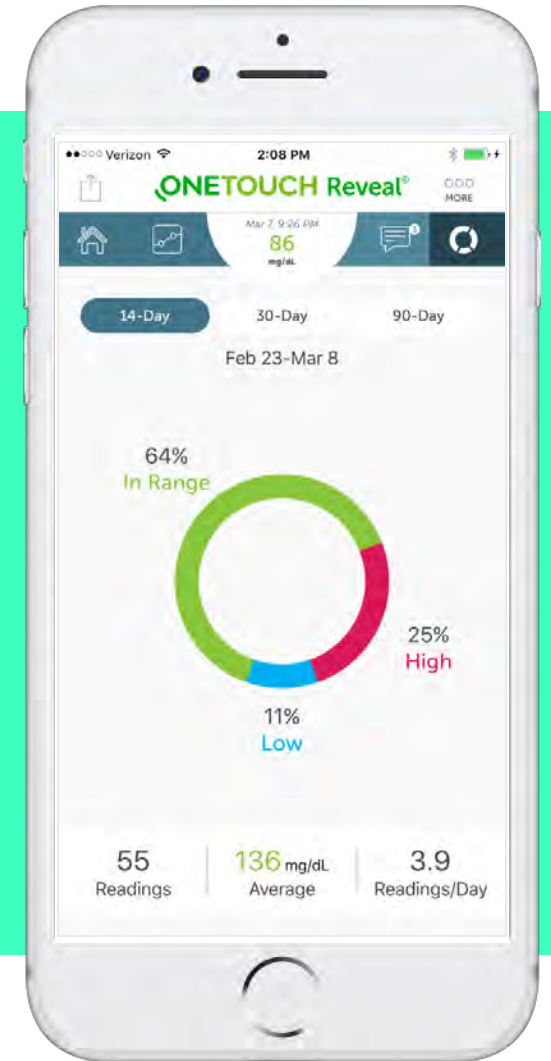 Verizon 2:08 PM
ONETOUCH Reveal®
MORE
Mar 7, 9:26 PM
86
mg/dL
1
14-Day 30-Day 90-Day
Feb 23-Mar 8
64%
In Range
25%
High
11%
Low
55 136 mg/dL 3.9
Readings Average Readings/Day